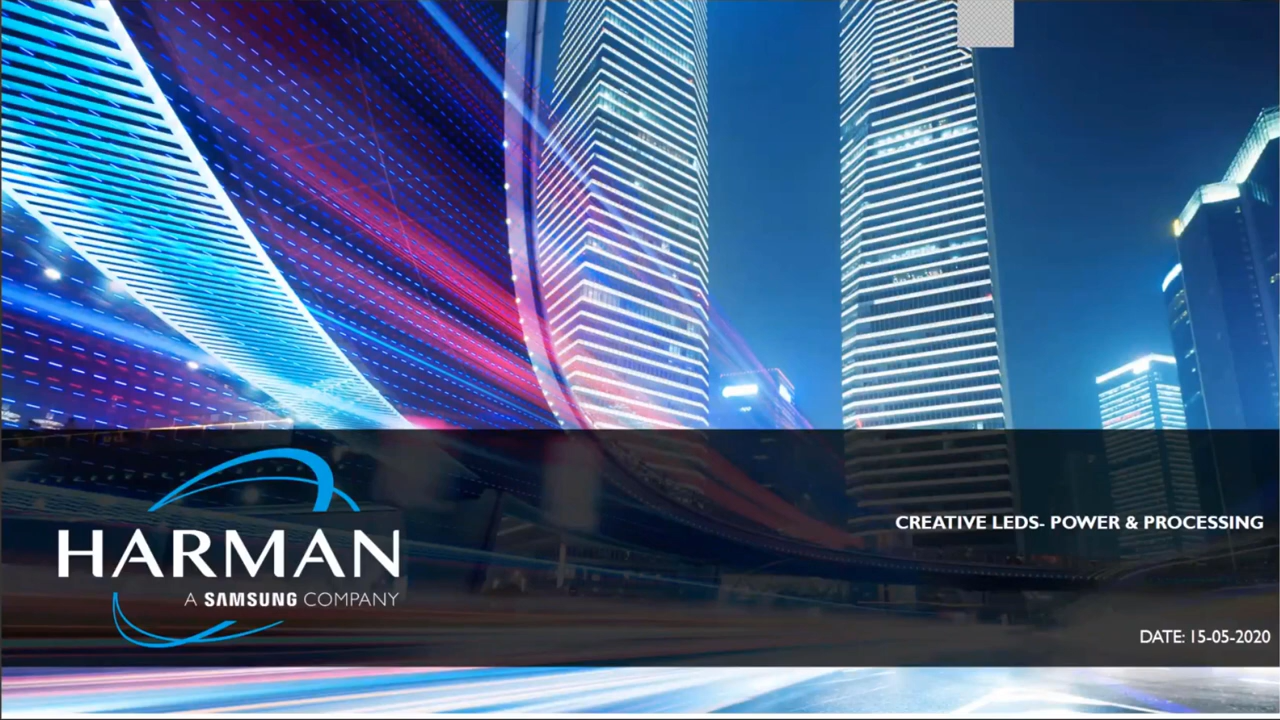 HARMAN
A SAMSUNG COMPANY
CREATIVE LEDS- POWER & PROCESSING
DATE: 15-05-2020